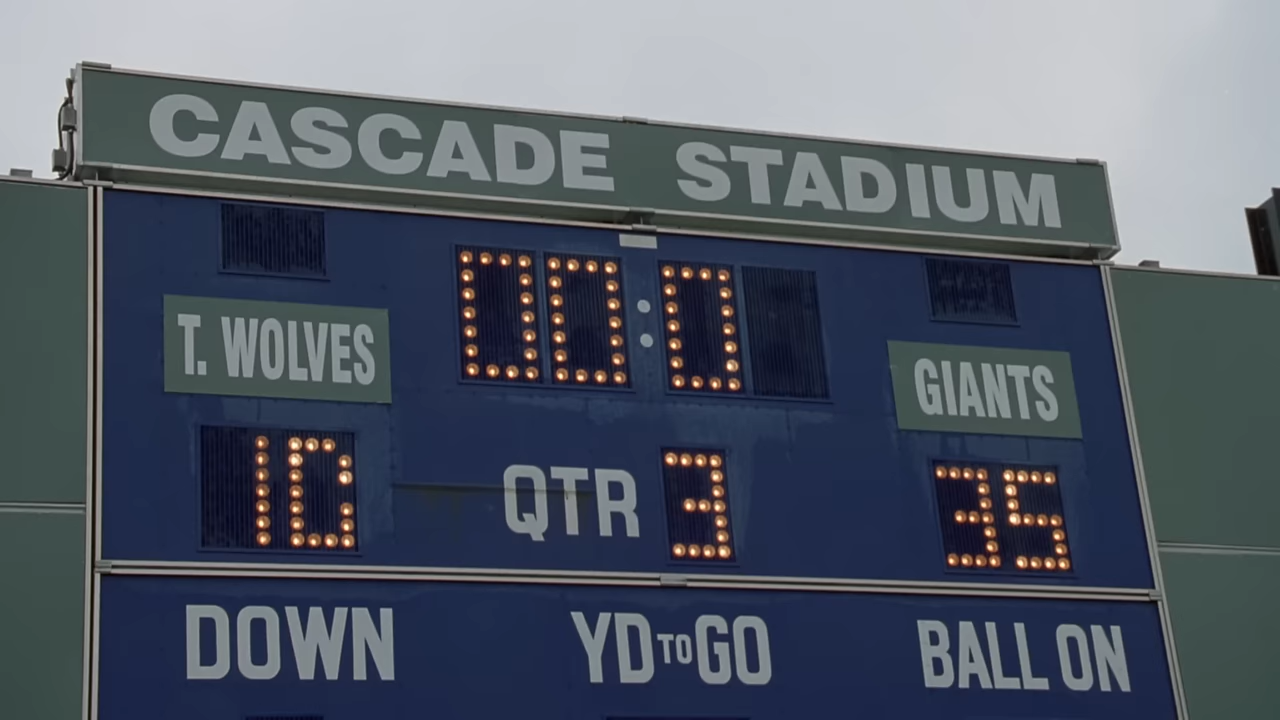 CASCADE STADIUM
00:0
T. WOLVES
GIANTS
10
QTR 3
35
DOWN
YD TO GO
BALL ON